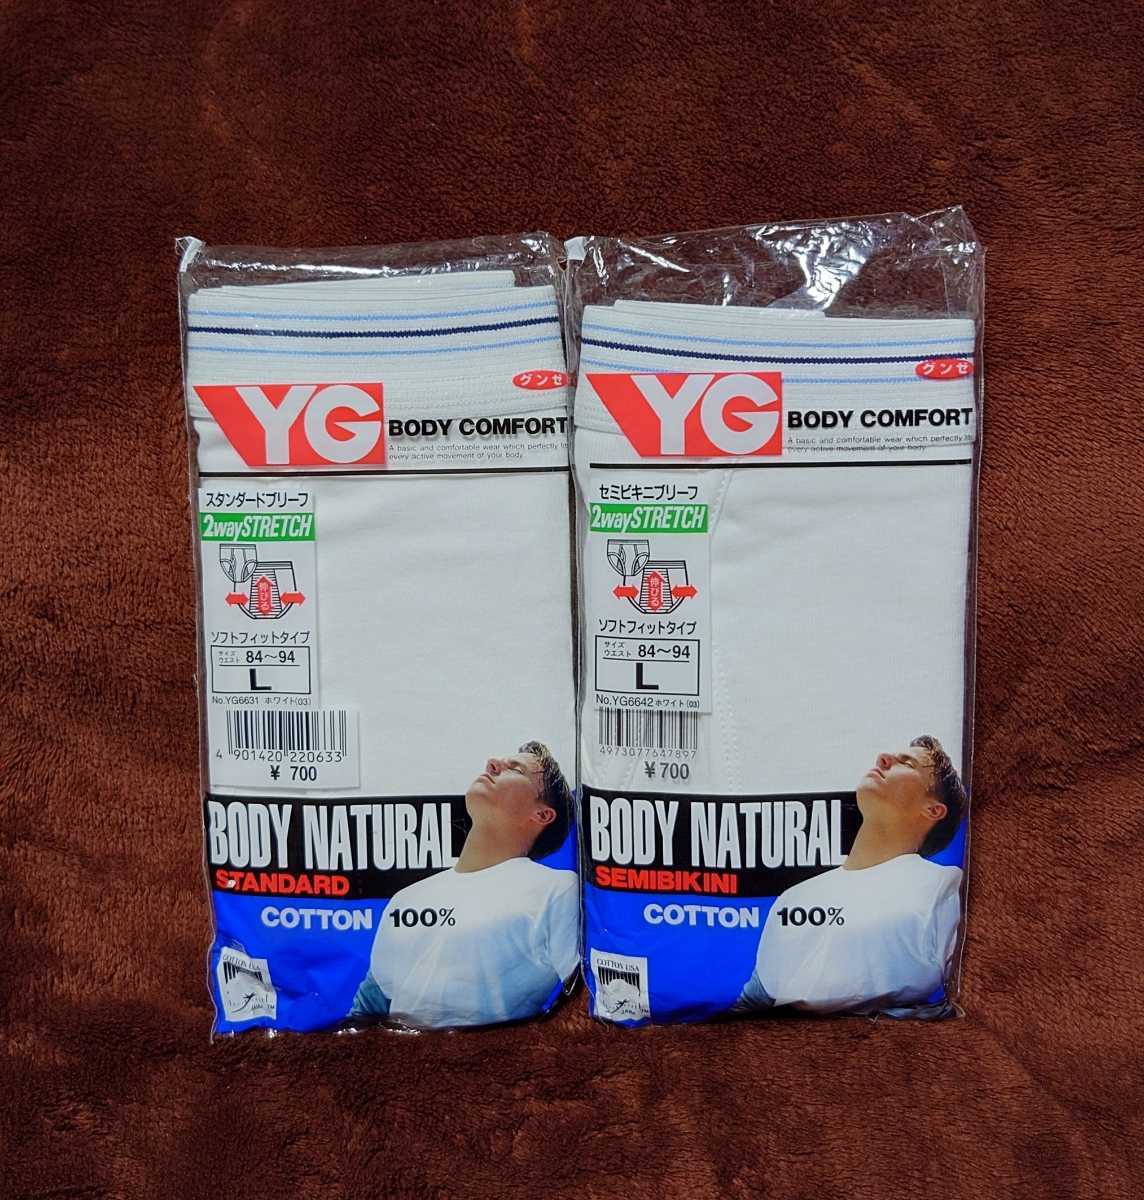 グンゼ
YG
BODY COMFORT
A basic and comfortable wear which perfectly fits
every active movement of your body.
スタンダードブリーフ
2waySTRETCH
伸びる
ソフトフィットタイプ
サイズ
ウエスト 84〜94
L
No.YG6631 ホワイト(03)
4 901420 220633
¥ 700
BODY NATURAL
STANDARD
COTTON 100%
COTTON USA
グンゼ
YG
BODY COMFORT
A basic and comfortable wear which perfectly fits
every active movement of your body.
セミビキニブリーフ
2waySTRETCH
伸びる
ソフトフィットタイプ
サイズ
ウエスト 84〜94
L
No.YG6642 ホワイト(03)
4973077647897
¥700
BODY NATURAL
SEMIBIKINI
COTTON 100%
COTTON USA